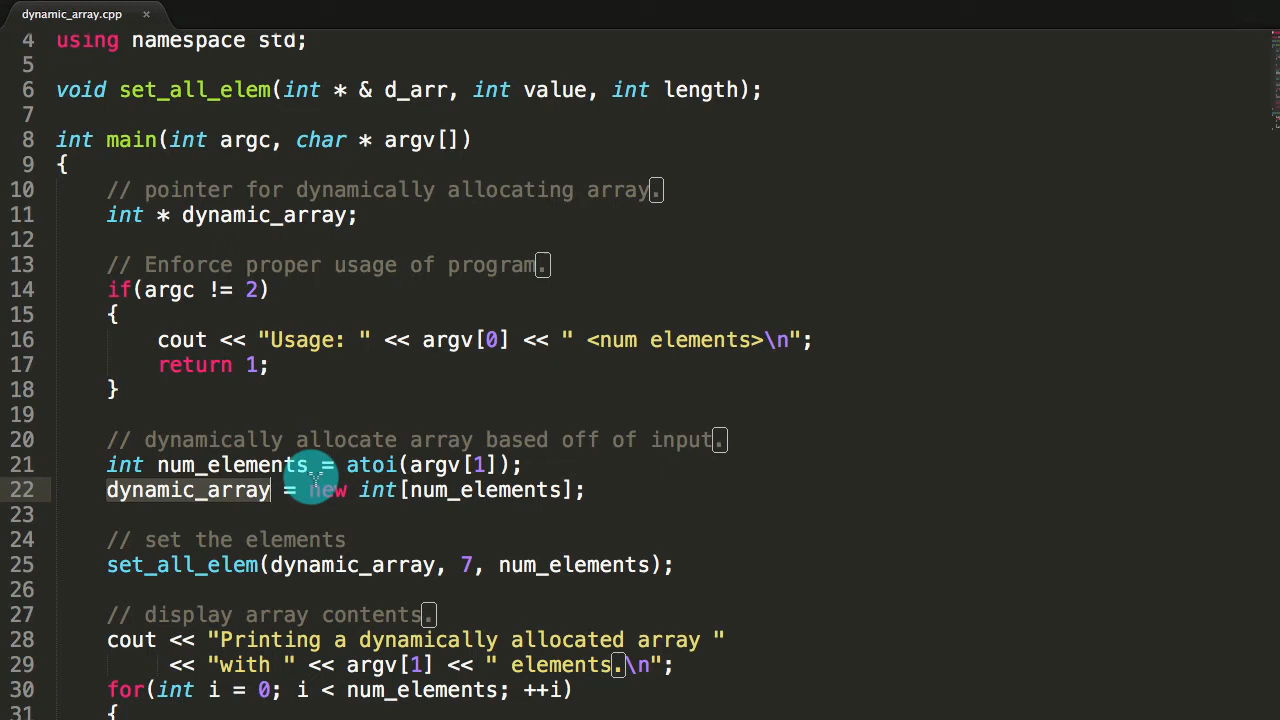 dynamic_array.cpp ×
4 using namespace std;
5
6 void set_all_elem(int * & d_arr, int value, int length);
7
8 int main(int argc, char * argv[])
9 {
10 // pointer for dynamically allocating array.
11 int * dynamic_array;
12
13 // Enforce proper usage of program.
14 if(argc != 2)
15 {
16 cout << "Usage: " << argv[0] << " <num elements>\n";
17 return 1;
18 }
19
20 // dynamically allocate array based off of input.
21 int num_elements = atoi(argv[1]);
22 dynamic_array = new int[num_elements];
23
24 // set the elements
25 set_all_elem(dynamic_array, 7, num_elements);
26
27 // display array contents.
28 cout << "Printing a dynamically allocated array "
29 << "with " << argv[1] << " elements.\n";
30 for(int i = 0; i < num_elements; ++i)
31 {